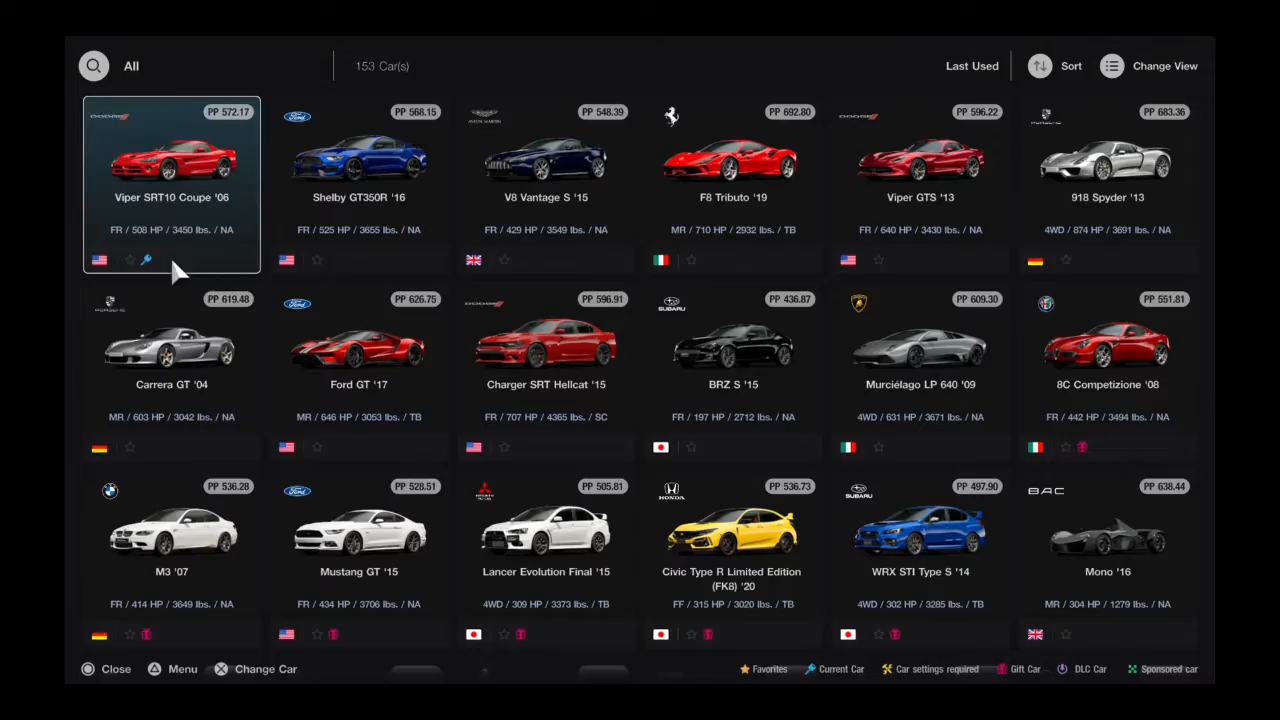 All
153 Car(s)
Last Used
Sort
Change View
PP 572.17
Viper SRT10 Coupe '06
FR / 508 HP / 3450 lbs. / NA
Ford
PP 568.15
Shelby GT350R '16
FR / 525 HP / 3655 lbs. / NA
ASTON MARTIN
PP 548.39
V8 Vantage S '15
FR / 429 HP / 3549 lbs. / NA
PP 692.80
F8 Tributo '19
MR / 710 HP / 2932 lbs. / TB
PP 596.22
Viper GTS '13
FR / 640 HP / 3430 lbs. / NA
PORSCHE
PP 683.36
918 Spyder '13
4WD / 874 HP / 3691 lbs. / NA
PORSCHE
PP 619.48
Carrera GT '04
MR / 603 HP / 3042 lbs. / NA
Ford
PP 626.75
Ford GT '17
MR / 646 HP / 3053 lbs. / TB
PP 596.91
Charger SRT Hellcat '15
FR / 707 HP / 4365 lbs. / SC
SUBARU
PP 436.87
BRZ S '15
FR / 197 HP / 2712 lbs. / NA
PP 609.30
Murciélago LP 640 '09
4WD / 631 HP / 3671 lbs. / NA
PP 551.81
8C Competizione '08
FR / 442 HP / 3494 lbs. / NA
PP 536.28
M3 '07
FR / 414 HP / 3649 lbs. / NA
Ford
PP 528.51
Mustang GT '15
FR / 434 HP / 3706 lbs. / NA
PP 505.81
Lancer Evolution Final '15
4WD / 309 HP / 3373 lbs. / TB
HONDA
PP 536.73
Civic Type R Limited Edition
(FK8) '20
FF / 315 HP / 3020 lbs. / TB
SUBARU
PP 497.90
WRX STI Type S '14
4WD / 302 HP / 3285 lbs. / TB
BAC
PP 638.44
Mono '16
MR / 304 HP / 1279 lbs. / NA
Close
Menu
Change Car
Favorites
Current Car
Car settings required
Gift Car
DLC Car
Sponsored car